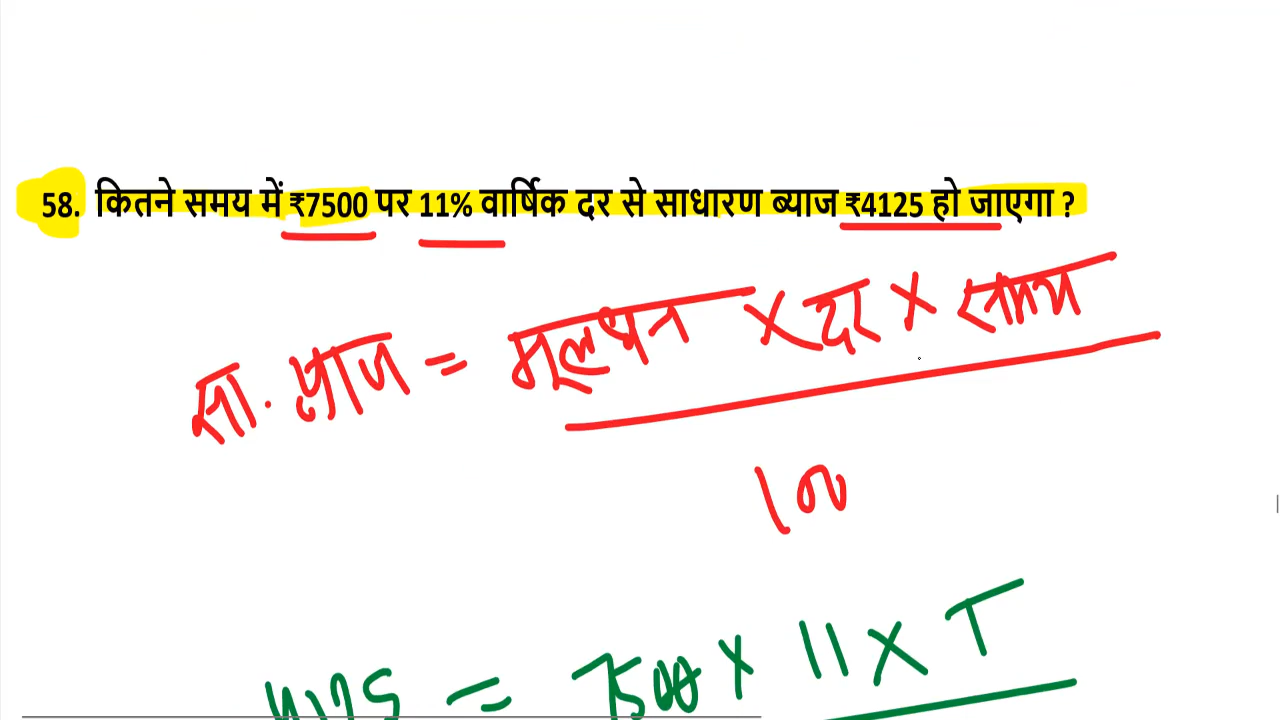 58. कितने समय में ₹7500 पर 11% वार्षिक दर से साधारण ब्याज ₹4125 हो जाएगा ?
सा. ब्याज = मूलधन × दर × समय
100
4125 = 7500 × 11 × T